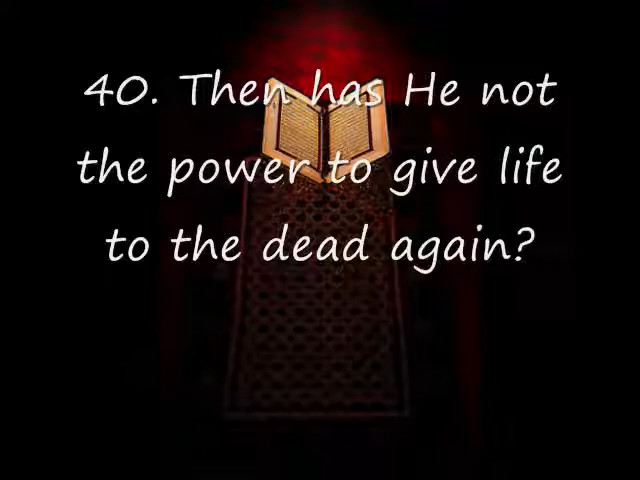 40. Then has He not
the power to give life
to the dead again?